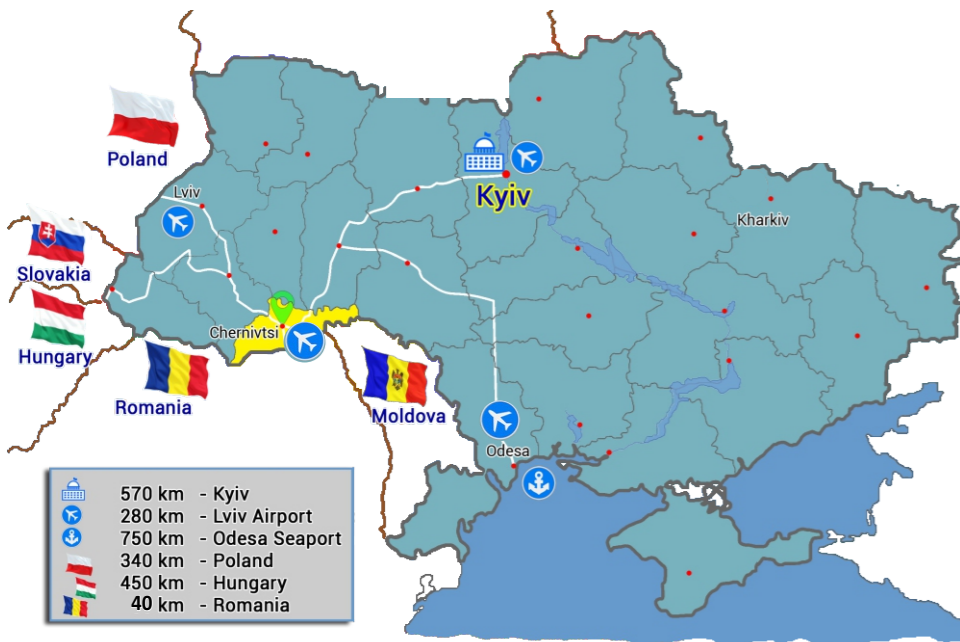 Poland
Lviv
Kyiv
Kharkiv
Slovakia
Hungary
Chernivtsi
Romania
Moldova
Odesa
570 km - Kyiv
280 km - Lviv Airport
750 km - Odesa Seaport
340 km - Poland
450 km - Hungary
40 km - Romania